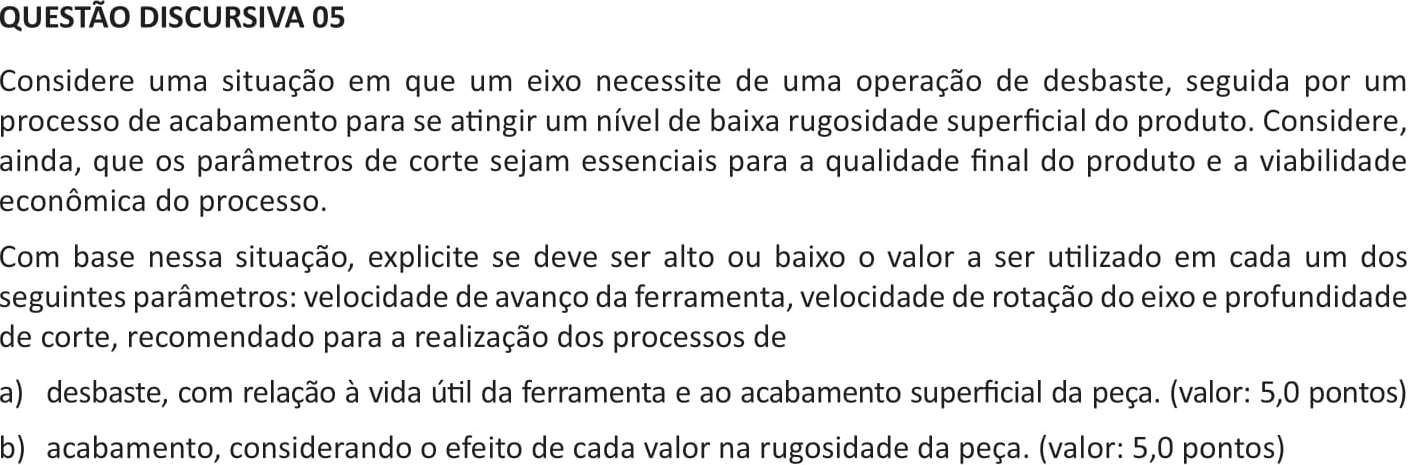 QUESTÃO DISCURSIVA 05
Considere uma situação em que um eixo necessite de uma operação de desbaste, seguida por um
processo de acabamento para se atingir um nível de baixa rugosidade superficial do produto. Considere,
ainda, que os parâmetros de corte sejam essenciais para a qualidade final do produto e a viabilidade
econômica do processo.
Com base nessa situação, explicite se deve ser alto ou baixo o valor a ser utilizado em cada um dos
seguintes parâmetros: velocidade de avanço da ferramenta, velocidade de rotação do eixo e profundidade
de corte, recomendado para a realização dos processos de
a) desbaste, com relação à vida útil da ferramenta e ao acabamento superficial da peça. (valor: 5,0 pontos)
b) acabamento, considerando o efeito de cada valor na rugosidade da peça. (valor: 5,0 pontos)